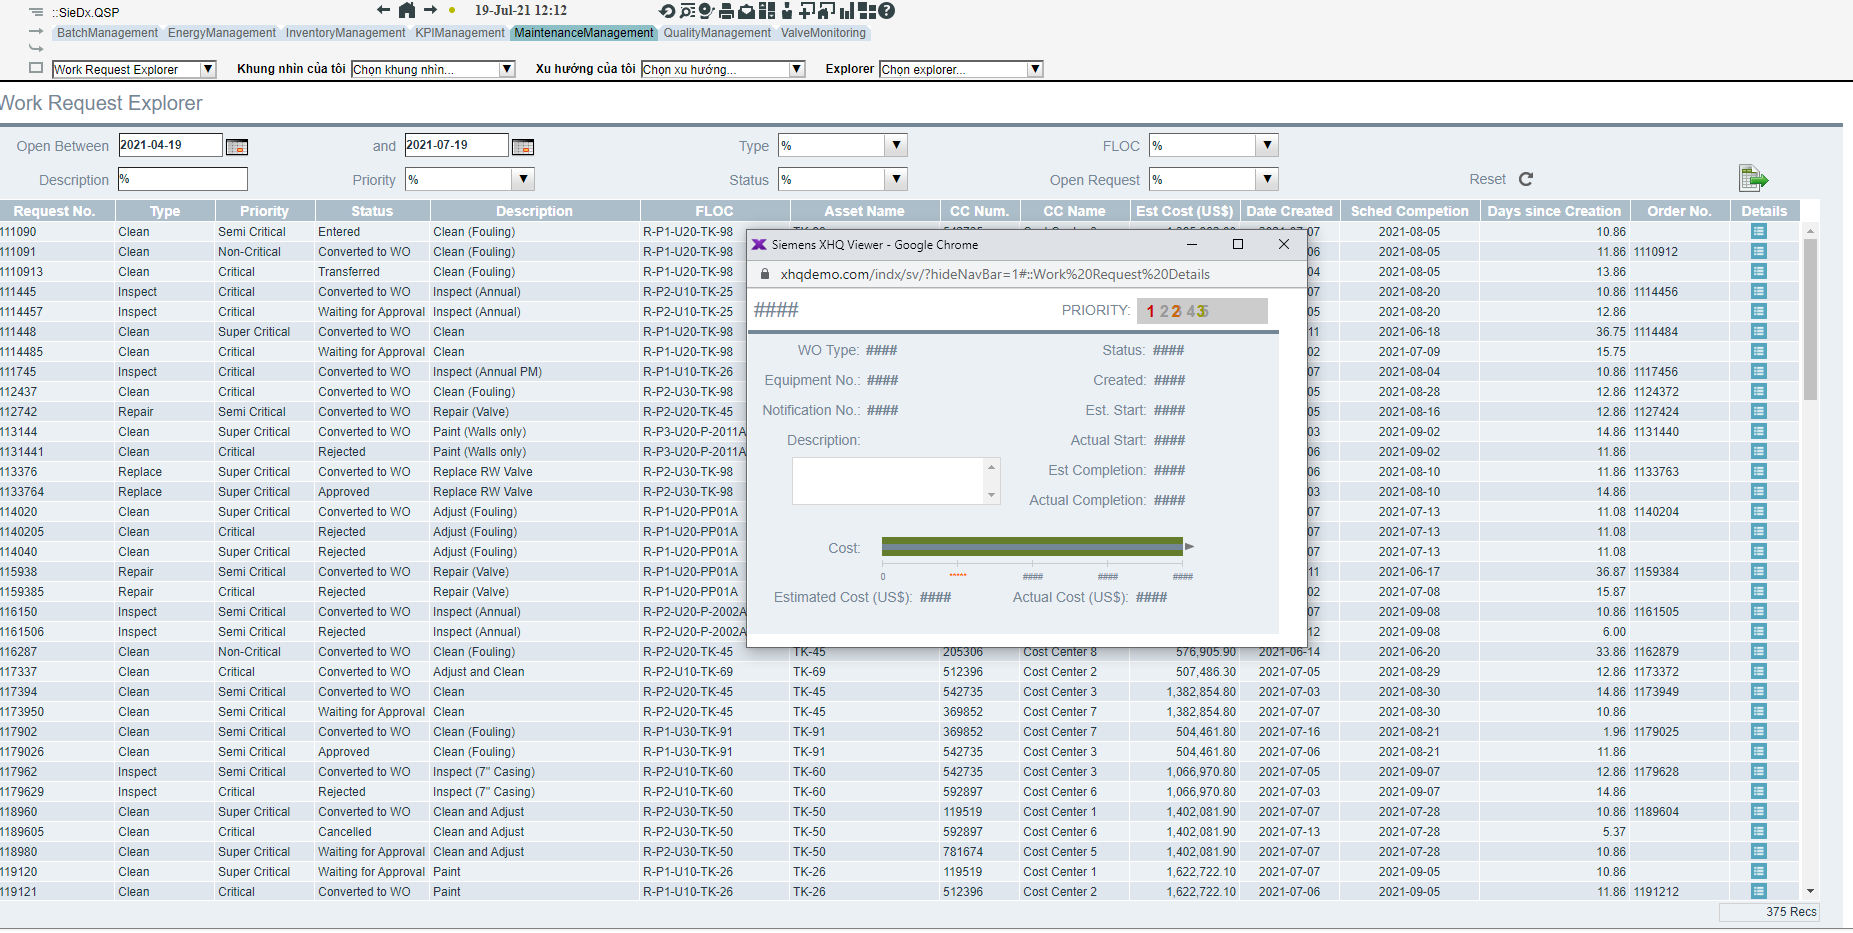 ::SieDx.QSP
19-Jul-21 12:12
BatchManagement EnergyManagement InventoryManagement KPIManagement MaintenanceManagement QualityManagement ValveMonitoring
Work Request Explorer Khung nhìn của tôi Chọn khung nhìn... Xu hướng của tôi Chọn xu hướng... Explorer Chọn explorer...
Work Request Explorer
Open Between 2021-04-19 and 2021-07-19 Type % FLOC %
Description % Priority % Status % Open Request % Reset
Request No. Type Priority Status Description FLOC Asset Name CC Num. CC Name Est Cost (US$) Date Created Sched Competion Days since Creation Order No. Details
111090 Clean Semi Critical Entered Clean (Fouling) R-P1-U20-TK-98 2021-08-05 10.86
111091 Clean Non-Critical Converted to WO Clean (Fouling) R-P1-U20-TK-98 06 2021-08-05 11.86 1110912
1110913 Clean Critical Transferred Clean (Fouling) R-P1-U20-TK-98 04 2021-08-05 13.86
111445 Inspect Critical Converted to WO Inspect (Annual) R-P2-U10-TK-25 07 2021-08-20 10.86 1114456
1114457 Inspect Critical Waiting for Approval Inspect (Annual) R-P2-U10-TK-25 05 2021-08-20 12.86
111448 Clean Super Critical Converted to WO Clean R-P1-U20-TK-98 11 2021-06-18 36.75 1114484
1114485 Clean Critical Waiting for Approval Clean R-P1-U20-TK-98 02 2021-07-09 15.75
111745 Inspect Critical Converted to WO Inspect (Annual PM) R-P1-U10-TK-26 07 2021-08-04 10.86 1117456
112437 Clean Critical Converted to WO Clean (Fouling) R-P2-U30-TK-98 05 2021-08-28 12.86 1124372
112742 Repair Semi Critical Converted to WO Repair (Valve) R-P2-U20-TK-45 05 2021-08-16 12.86 1127424
113144 Clean Super Critical Converted to WO Paint (Walls only) R-P3-U20-P-2011A 03 2021-09-02 14.86 1131440
1131441 Clean Critical Rejected Paint (Walls only) R-P3-U20-P-2011A 06 2021-09-02 11.86
113376 Replace Super Critical Converted to WO Replace RW Valve R-P2-U30-TK-98 06 2021-08-10 11.86 1133763
1133764 Replace Super Critical Approved Replace RW Valve R-P2-U30-TK-98 03 2021-08-10 14.86
114020 Clean Super Critical Converted to WO Adjust (Fouling) R-P1-U20-PP01A 07 2021-07-13 11.08 1140204
1140205 Clean Critical Rejected Adjust (Fouling) R-P1-U20-PP01A 07 2021-07-13 11.08
114040 Clean Super Critical Rejected Adjust (Fouling) R-P1-U20-PP01A 07 2021-07-13 11.08
115938 Repair Semi Critical Converted to WO Repair (Valve) R-P1-U20-PP01A 11 2021-06-17 36.87 1159384
1159385 Repair Semi Critical Rejected Repair (Valve) R-P1-U20-PP01A 02 2021-07-08 15.87
116150 Inspect Semi Critical Converted to WO Inspect (Annual) R-P2-U20-P-2002A 07 2021-09-08 10.86 1161505
1161506 Inspect Semi Critical Rejected Inspect (Annual) R-P2-U20-P-2002A 12 2021-09-08 6.00
116287 Clean Non-Critical Converted to WO Clean (Fouling) R-P2-U20-TK-45 TK-45 205306 Cost Center 8 576,905.90 2021-06-14 2021-06-20 33.86 1162879
117337 Clean Critical Converted to WO Adjust and Clean R-P2-U10-TK-69 TK-69 512396 Cost Center 2 507,486.30 2021-07-05 2021-08-29 12.86 1173372
117394 Clean Semi Critical Converted to WO Clean R-P2-U20-TK-45 TK-45 542735 Cost Center 3 1,382,854.80 2021-07-03 2021-08-30 14.86 1173949
1173950 Clean Semi Critical Waiting for Approval Clean R-P2-U20-TK-45 TK-45 369852 Cost Center 7 1,382,854.80 2021-07-07 2021-08-30 10.86
117902 Clean Semi Critical Converted to WO Clean (Fouling) R-P1-U30-TK-91 TK-91 369852 Cost Center 7 504,461.80 2021-07-16 2021-08-21 1.96 1179025
1179026 Clean Semi Critical Approved Clean (Fouling) R-P1-U30-TK-91 TK-91 542735 Cost Center 3 504,461.80 2021-07-06 2021-08-21 11.86
117962 Inspect Semi Critical Converted to WO Inspect (7" Casing) R-P2-U10-TK-60 TK-60 542735 Cost Center 3 1,066,970.80 2021-07-05 2021-09-07 12.86 1179628
1179629 Inspect Critical Rejected Inspect (7" Casing) R-P2-U10-TK-60 TK-60 592897 Cost Center 6 1,066,970.80 2021-07-03 2021-09-07 14.86
118960 Clean Super Critical Converted to WO Clean and Adjust R-P2-U30-TK-50 TK-50 119519 Cost Center 1 1,402,081.90 2021-07-07 2021-07-28 10.86 1189604
1189605 Clean Critical Cancelled Clean and Adjust R-P2-U30-TK-50 TK-50 592897 Cost Center 6 1,402,081.90 2021-07-13 2021-07-28 5.37
118980 Clean Super Critical Waiting for Approval Clean and Adjust R-P2-U30-TK-50 TK-50 781674 Cost Center 5 1,402,081.90 2021-07-07 2021-07-28 10.86
119120 Clean Super Critical Waiting for Approval Paint R-P1-U10-TK-26 TK-26 119519 Cost Center 1 1,622,722.10 2021-07-07 2021-09-05 10.86
119121 Clean Critical Converted to WO Paint R-P1-U10-TK-26 TK-26 512396 Cost Center 2 1,622,722.10 2021-07-06 2021-09-05 11.86 1191212
375 Recs
Siemens XHQ Viewer - Google Chrome
xhqdemo.com/indx/sv/?hideNavBar=1#::Work%20Request%20Details
#### PRIORITY: 1 2 4
WO Type: #### Status: ####
Equipment No.: #### Created: ####
Notification No.: #### Est. Start: ####
Description: Actual Start: ####
Est Completion: ####
Actual Completion: ####
Cost:
0 ***** #### #### ####
Estimated Cost (US$): #### Actual Cost (US$): ####